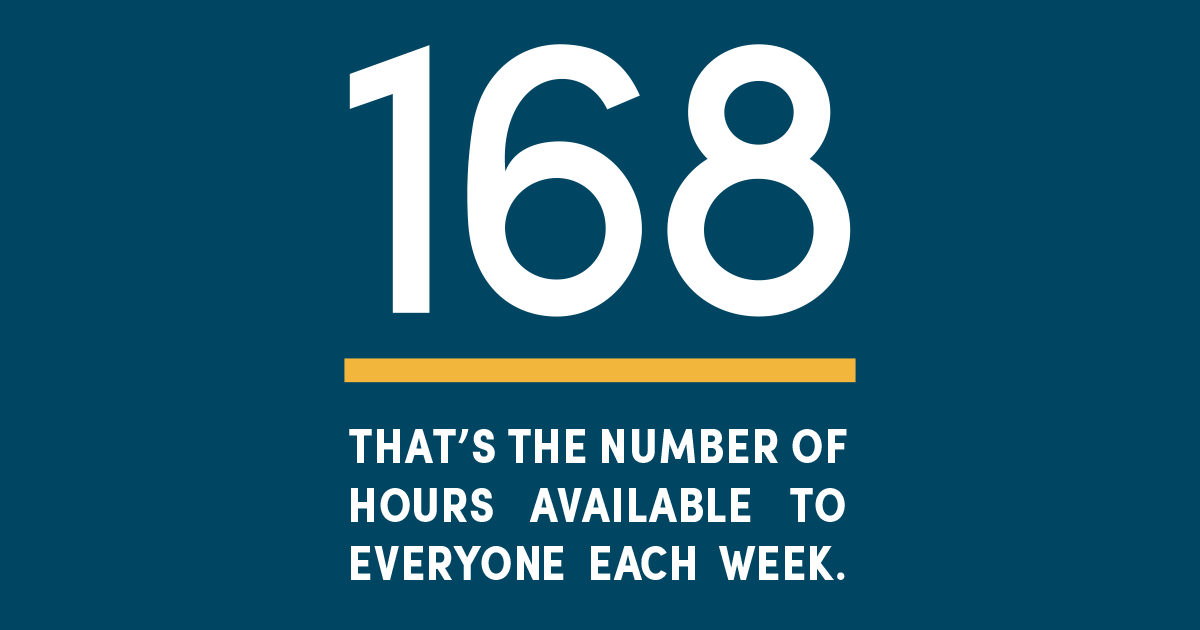 168
THAT’S THE NUMBER OF
HOURS AVAILABLE TO
EVERYONE EACH WEEK.